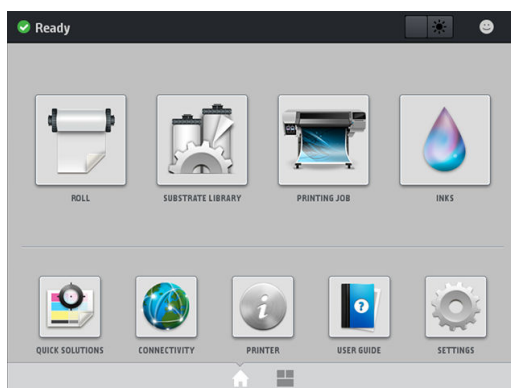 Ready
ROLL
SUBSTRATE LIBRARY
PRINTING JOB
INKS
QUICK SOLUTIONS
CONNECTIVITY
PRINTER
USER GUIDE
SETTINGS